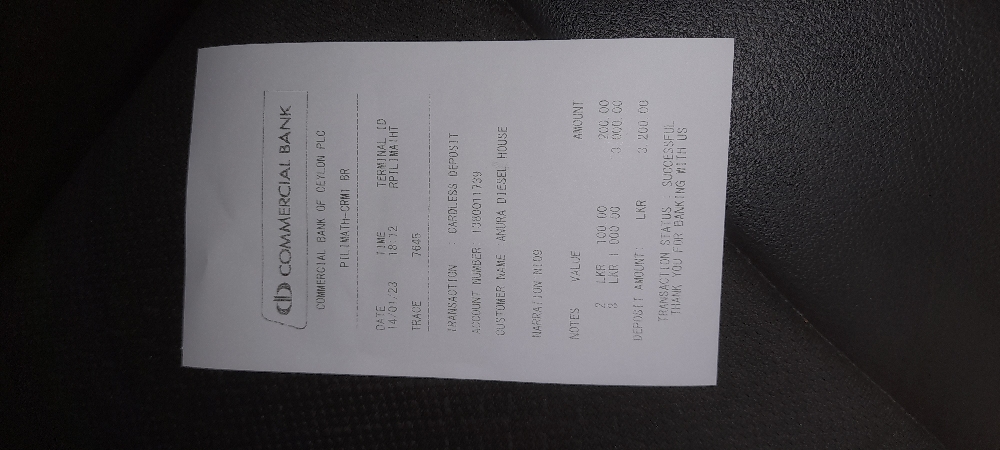 COMMERCIAL BANK
COMMERCIAL BANK OF CEYLON PLC
PILIMATH-CRM1 BR
DATE TIME TERMINAL ID
14/01/23 18:12 RPILIMATHT
TRACE 7645
TRANSACTION : CARDLESS DEPOSIT
ACCOUNT NUMBER 1380011739
CUSTOMER NAME ANURA DIESEL HOUSE
NARRATION N109
NOTES VALUE AMOUNT
2 LKR 100.00 200.00
3 LKR 1 000.00 3 000.00
DEPOSIT AMOUNT: LKR 3 200.00
TRANSACTION STATUS SUCCESSFUL
THANK YOU FOR BANKING WITH US